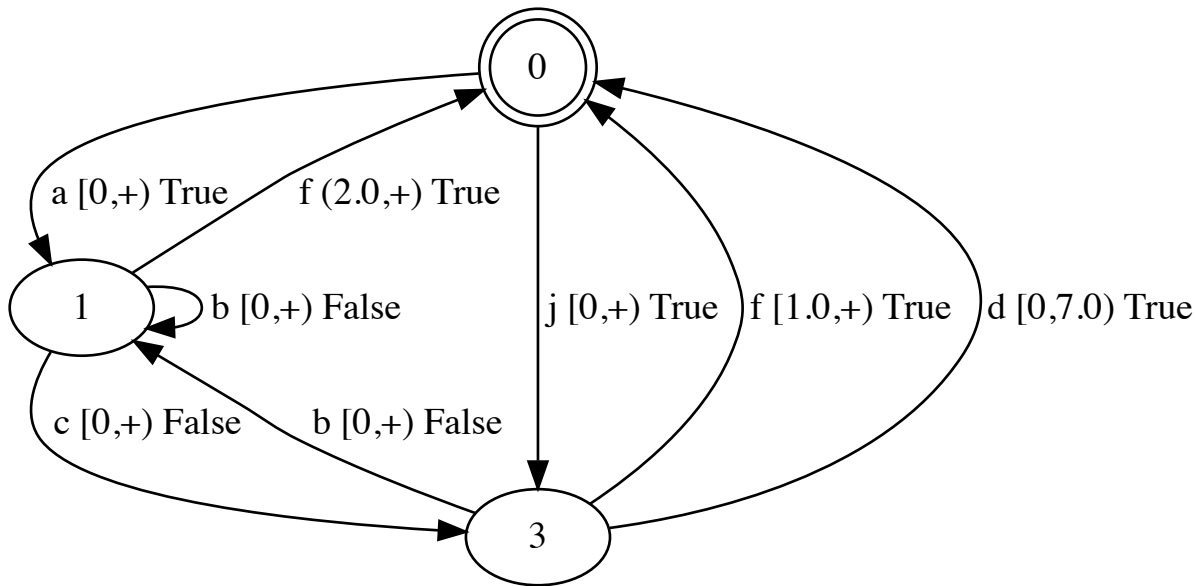 0
a [0,+) True
f (2.0,+) True
1
b [0,+) False
j [0,+) True
f [1.0,+) True
d [0,7.0) True
c [0,+) False
b [0,+) False
3